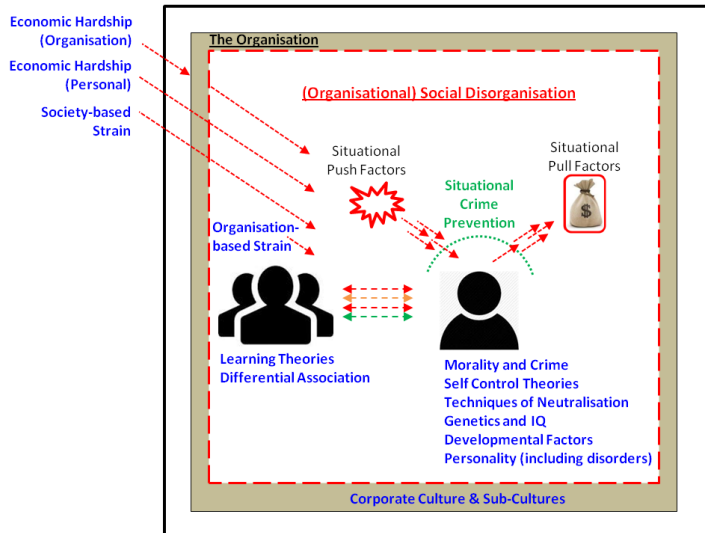 Economic Hardship
(Organisation)
Economic Hardship
(Personal)
Society-based
Strain
The Organisation
(Organisational) Social Disorganisation
Situational
Push Factors
Situational
Pull Factors
Situational
Crime
Prevention
$
Organisation-
based Strain
Learning Theories
Differential Association
Morality and Crime
Self Control Theories
Techniques of Neutralisation
Genetics and IQ
Developmental Factors
Personality (including disorders)
Corporate Culture & Sub-Cultures